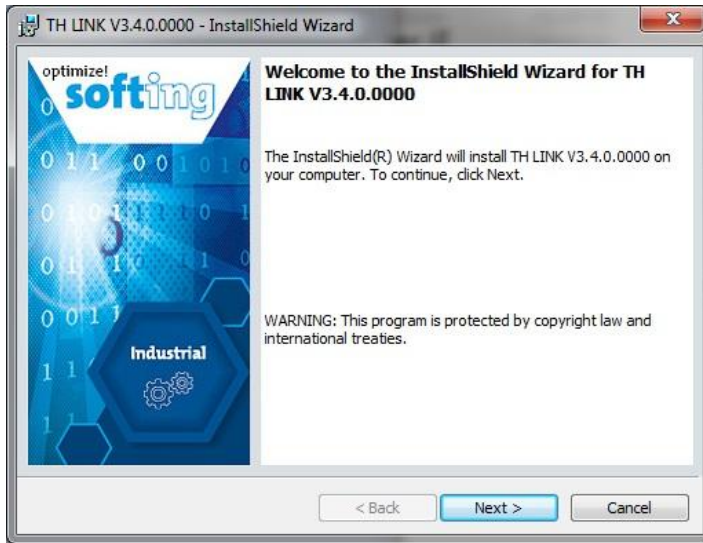 TH LINK V3.4.0.0000 - InstallShield Wizard
optimize!
softing
Industrial
Welcome to the InstallShield Wizard for TH
LINK V3.4.0.0000
The InstallShield(R) Wizard will install TH LINK V3.4.0.0000 on
your computer. To continue, click Next.
WARNING: This program is protected by copyright law and
international treaties.
< Back
Next >
Cancel